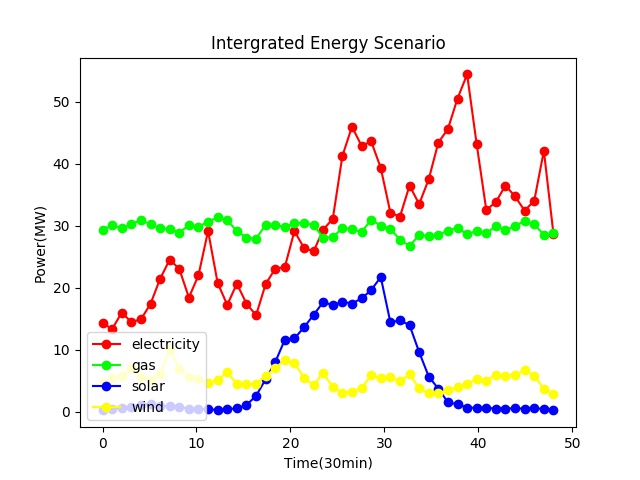 Intergrated Energy Scenario
Power(MW)
50
40
30
20
10
0
electricity
gas
solar
wind
0 10 20 30 40 50
Time(30min)